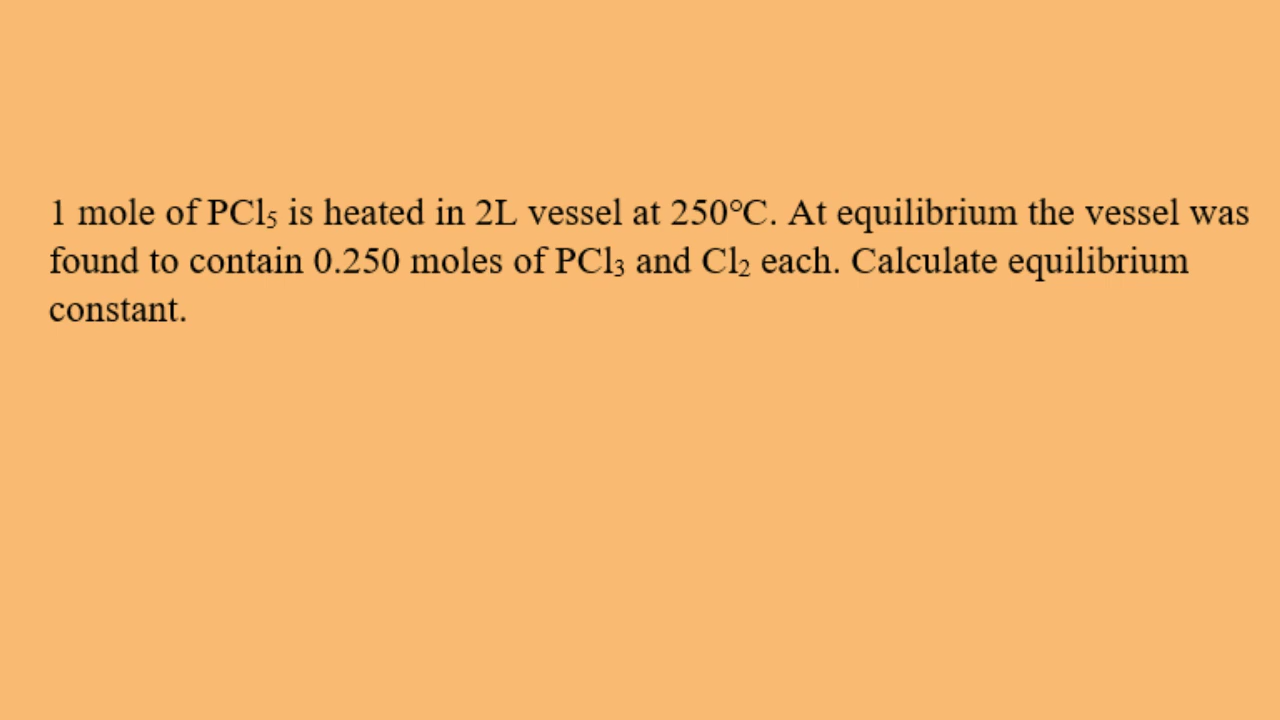 1 mole of PCl₅ is heated in 2L vessel at 250℃. At equilibrium the vessel was
found to contain 0.250 moles of PCl₃ and Cl₂ each. Calculate equilibrium
constant.